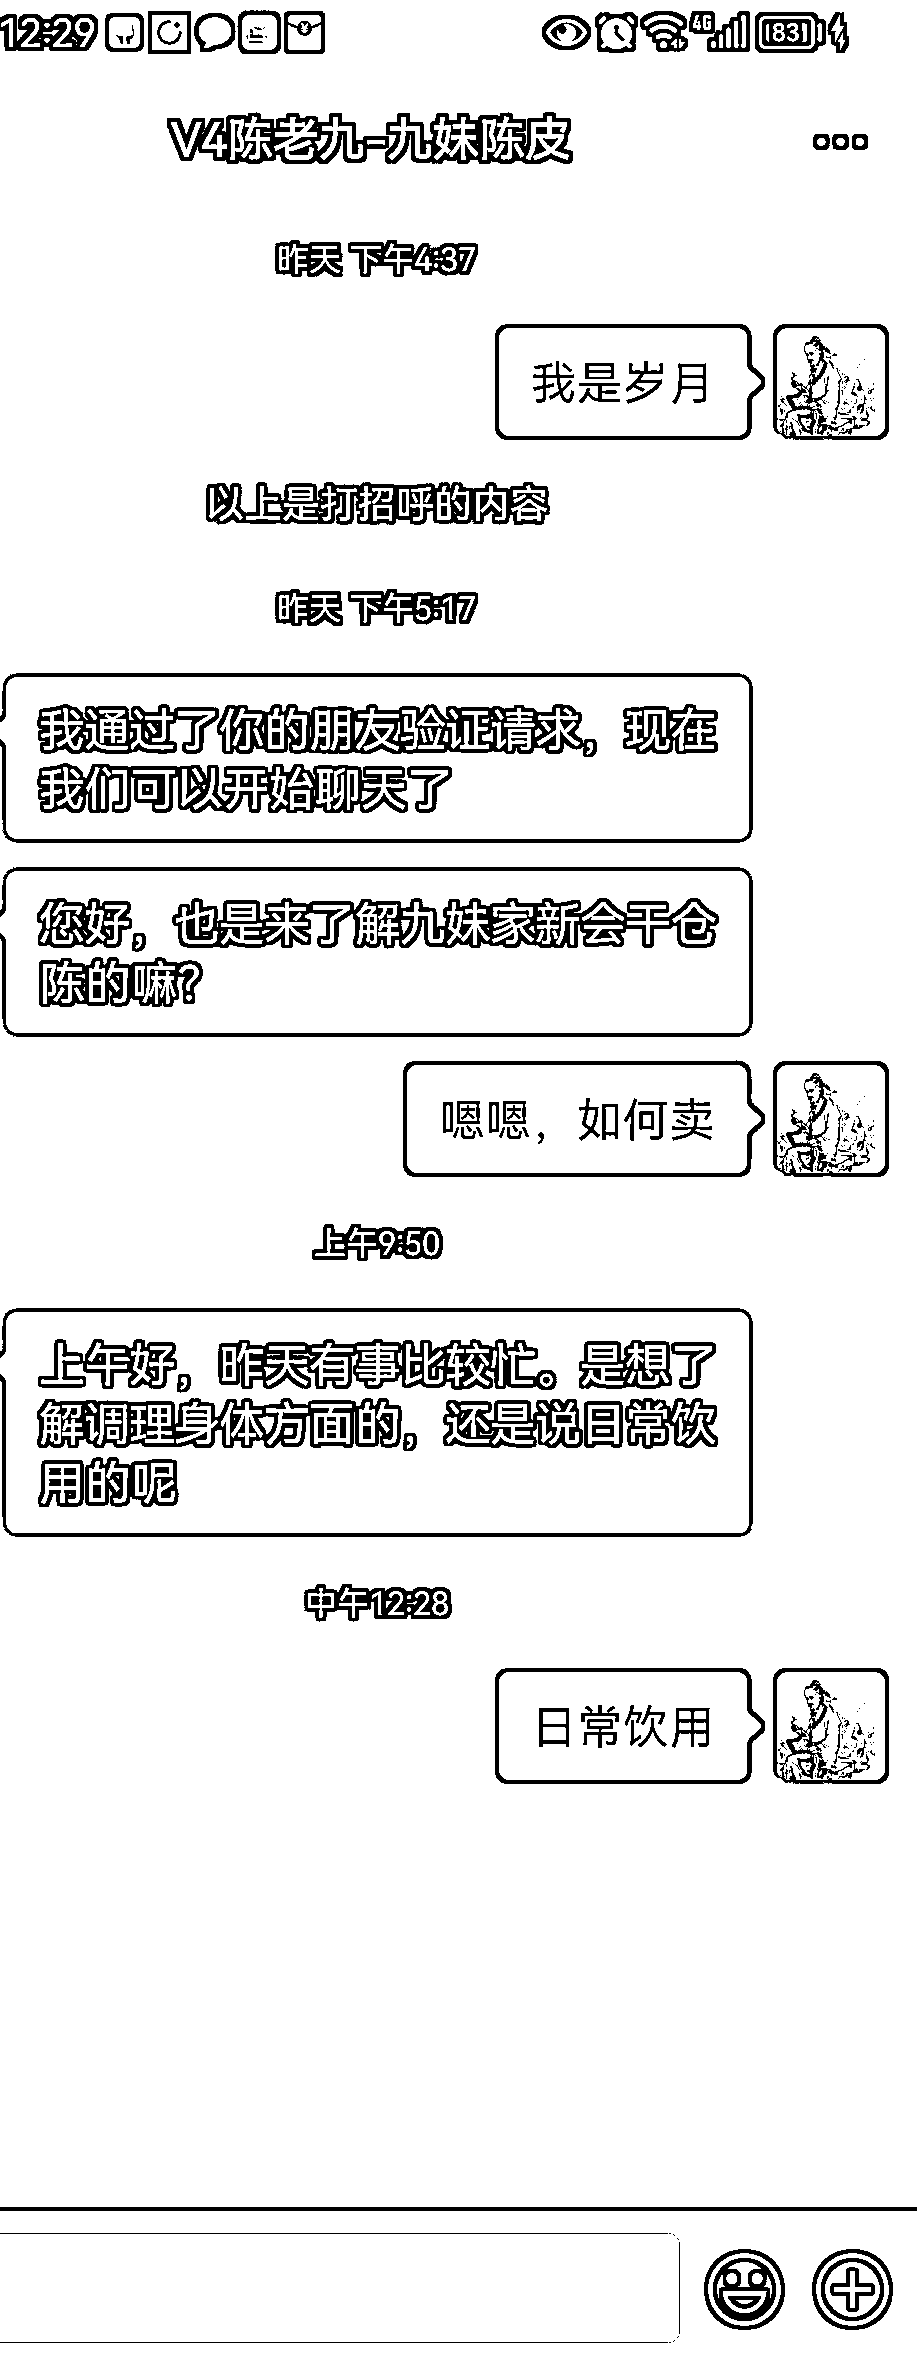 12:29
4G
83
V4陈老九-九妹陈皮
昨天 下午4:37
我是岁月
以上是打招呼的内容
昨天 下午5:17
我通过了你的朋友验证请求，现在
我们可以开始聊天了
您好，也是来了解九妹家新会干仓
陈的嘛？
嗯嗯，如何卖
上午9:50
上午好，昨天有事比较忙。是想了
解调理身体方面的，还是说日常饮
用的呢
中午12:28
日常饮用